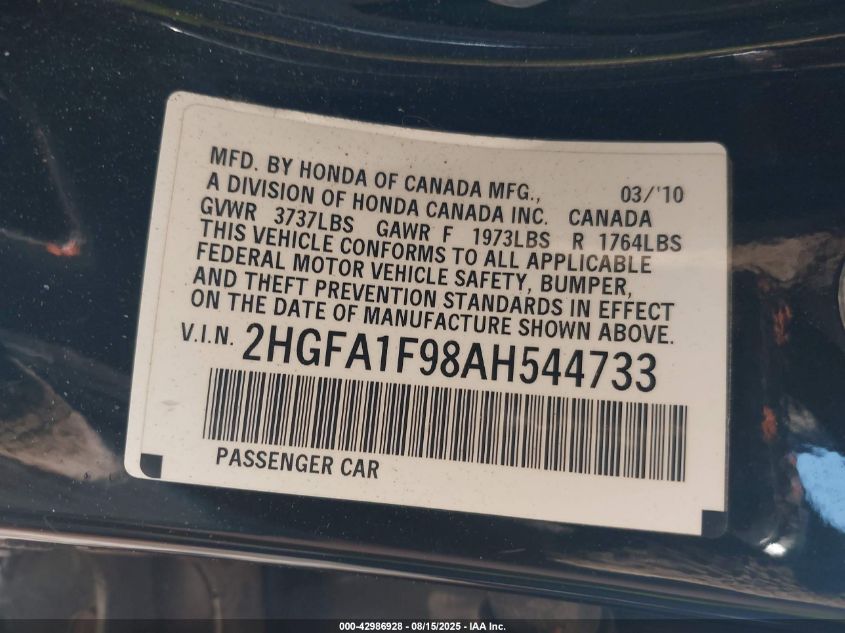 MFD. BY HONDA OF CANADA MFG., 03/'10
A DIVISION OF HONDA CANADA INC. CANADA
GVWR 3737LBS GAWR F 1973LBS R 1764LBS
THIS VEHICLE CONFORMS TO ALL APPLICABLE
FEDERAL MOTOR VEHICLE SAFETY, BUMPER,
AND THEFT PREVENTION STANDARDS IN EFFECT
ON THE DATE OF MANUFACTURE SHOWN ABOVE.
V.I.N. 2HGFA1F98AH544733
PASSENGER CAR
000-42986928 - 08/15/2025 - IAA Inc.